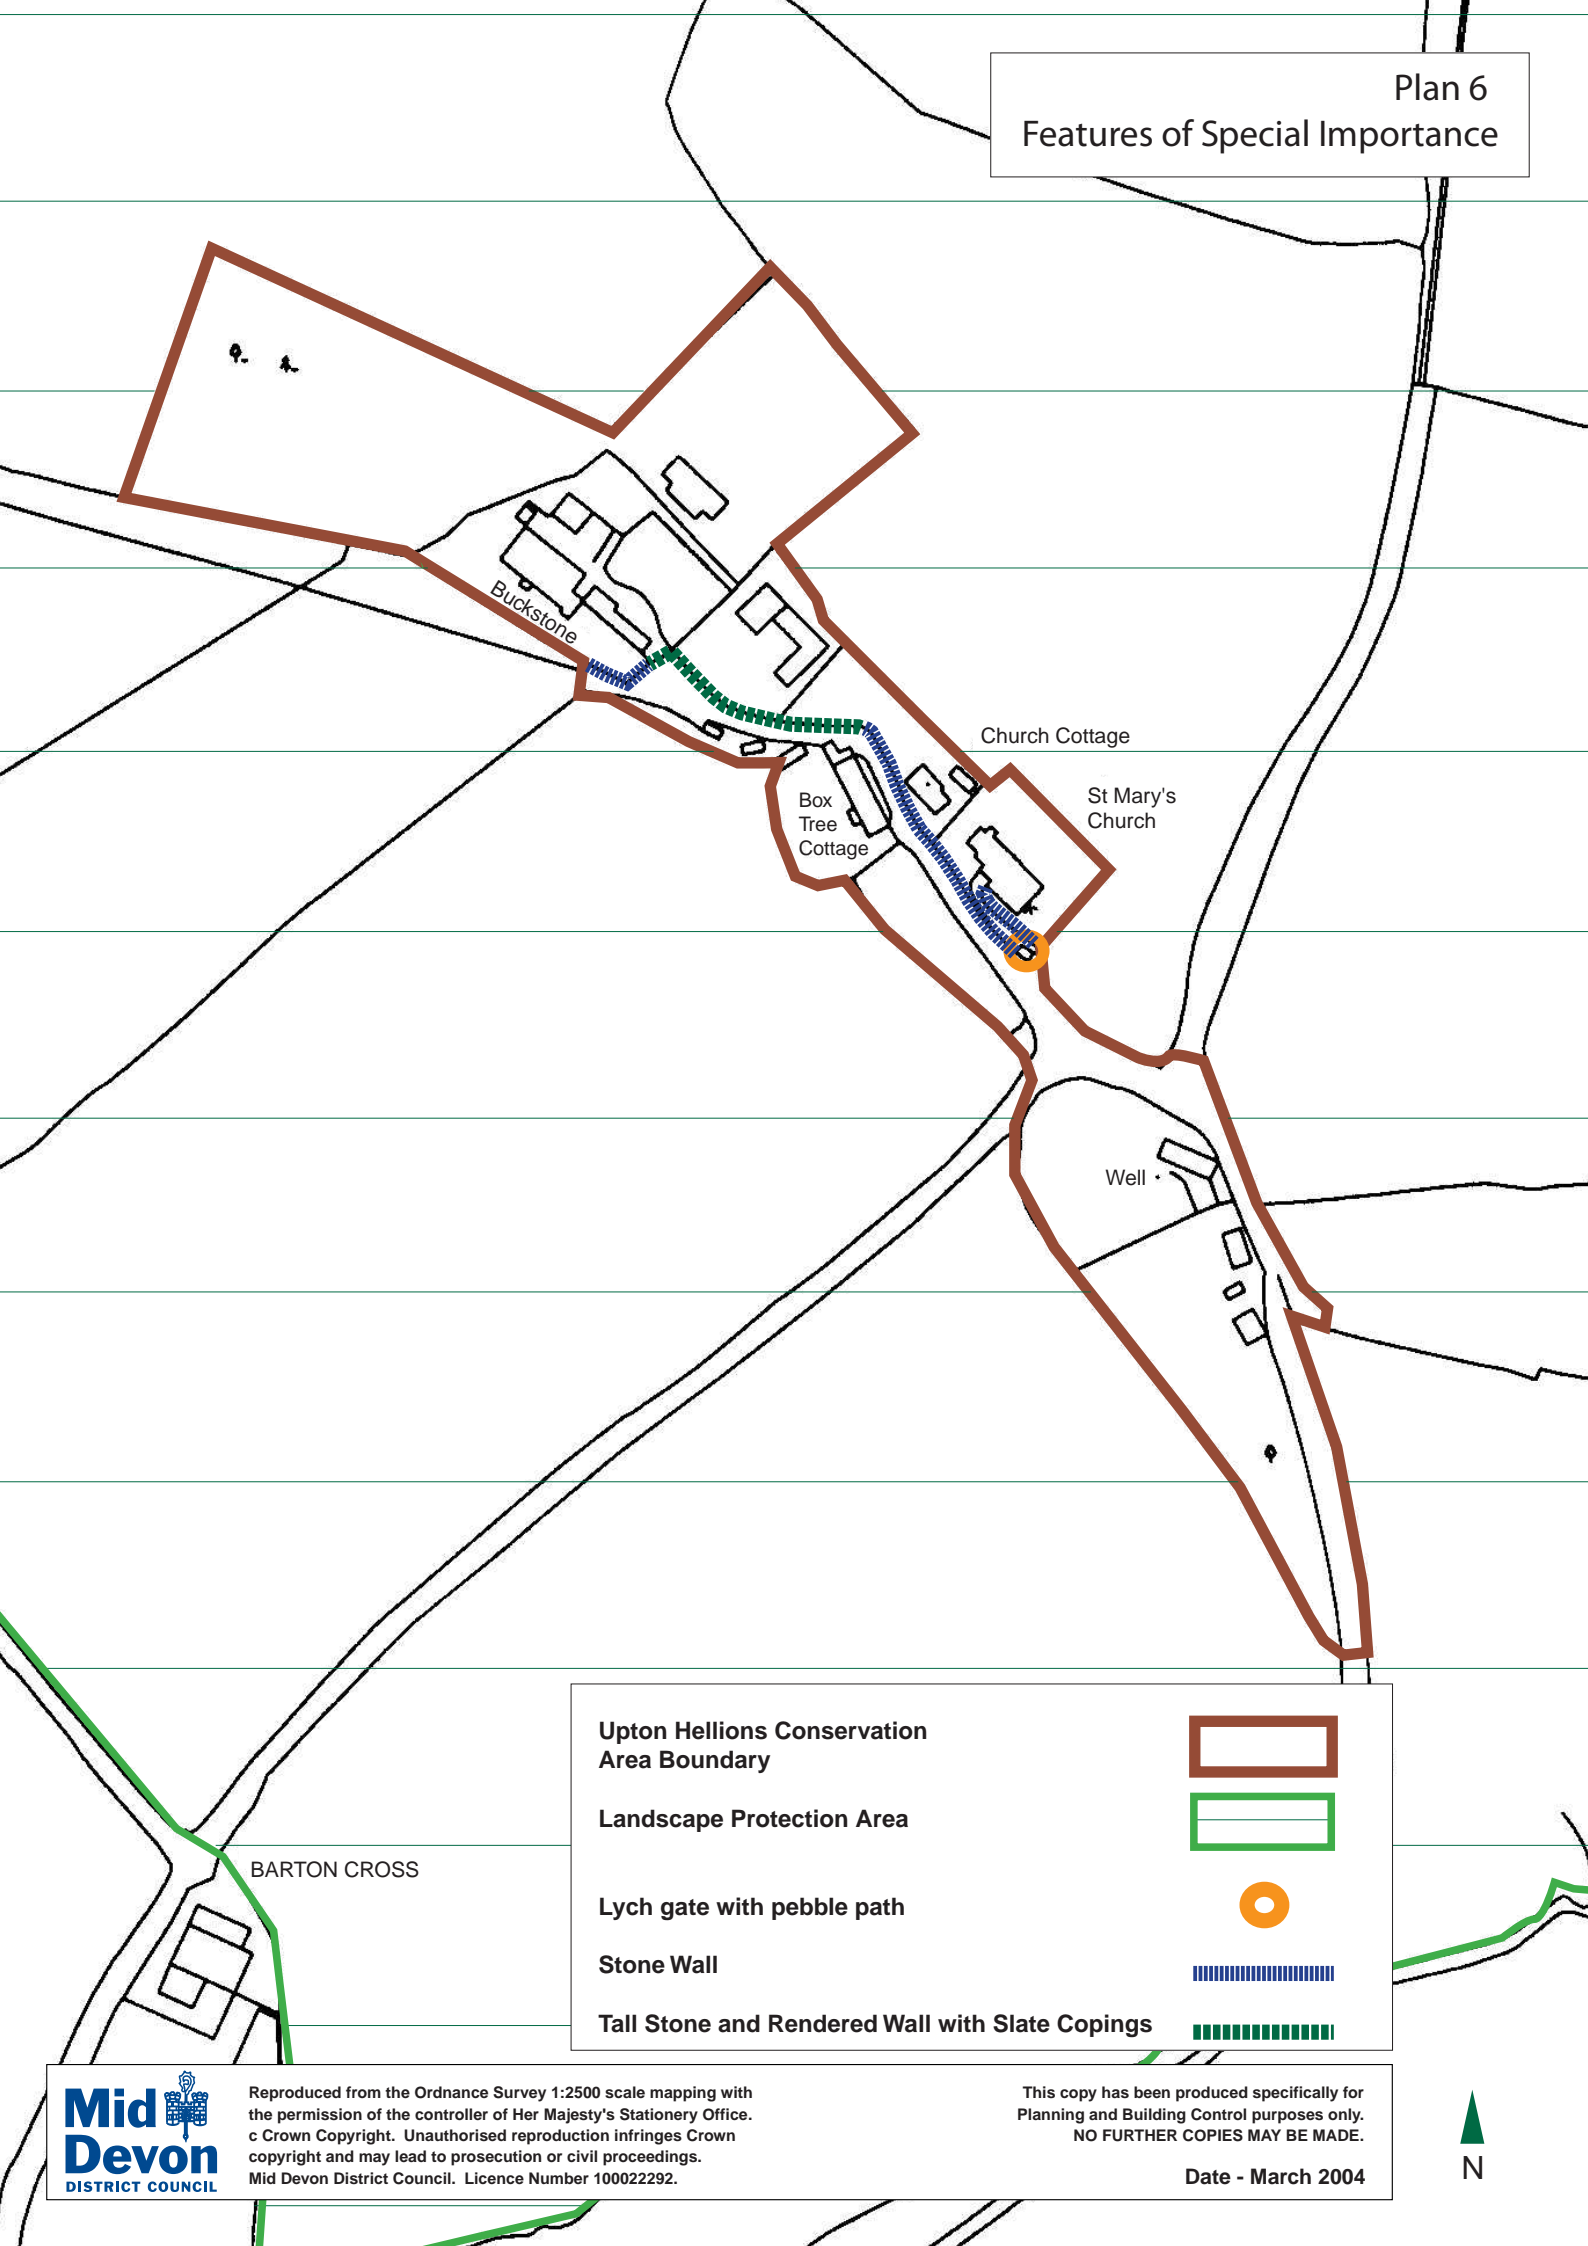 Plan 6
Features of Special Importance
Buckstone
Church Cottage
St Mary's
Church
Box
Tree
Cottage
Well
BARTON CROSS
Upton Hellions Conservation
Area Boundary
Landscape Protection Area
Lych gate with pebble path
Stone Wall
Tall Stone and Rendered Wall with Slate Copings
Mid
Devon
DISTRICT COUNCIL
Reproduced from the Ordnance Survey 1:2500 scale mapping with
the permission of the controller of Her Majesty's Stationery Office.
c Crown Copyright.  Unauthorised reproduction infringes Crown
copyright and may lead to prosecution or civil proceedings.
Mid Devon District Council.  Licence Number 100022292.
This copy has been produced specifically for
Planning and Building Control purposes only.
NO FURTHER COPIES MAY BE MADE.
Date - March 2004
N